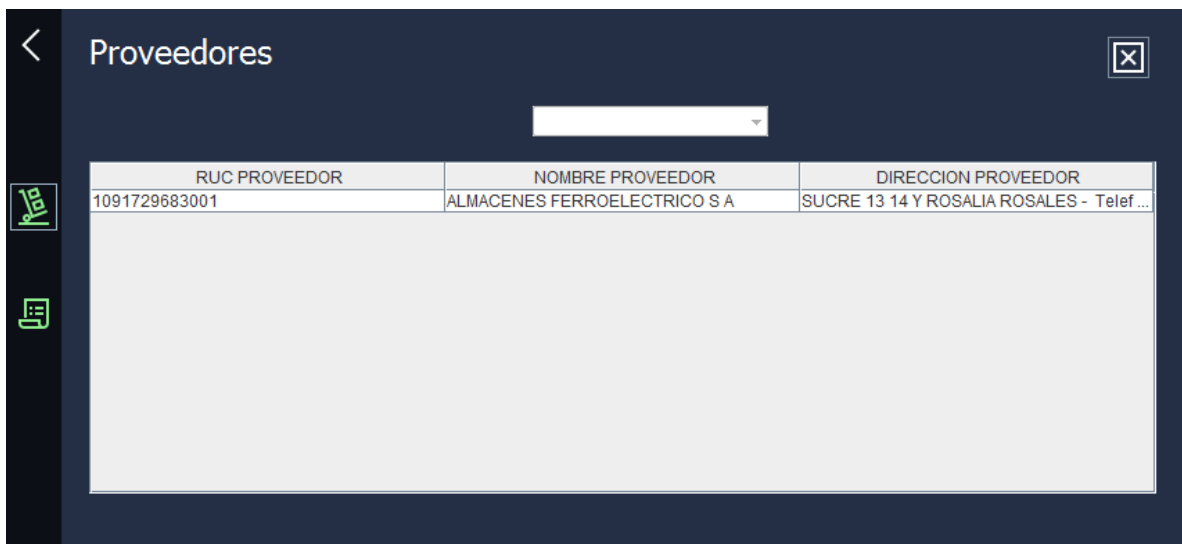 Proveedores
RUC PROVEEDOR NOMBRE PROVEEDOR DIRECCION PROVEEDOR
1091729683001 ALMACENES FERROELECTRICO S A SUCRE 13 14 Y ROSALIA ROSALES - Telef ...